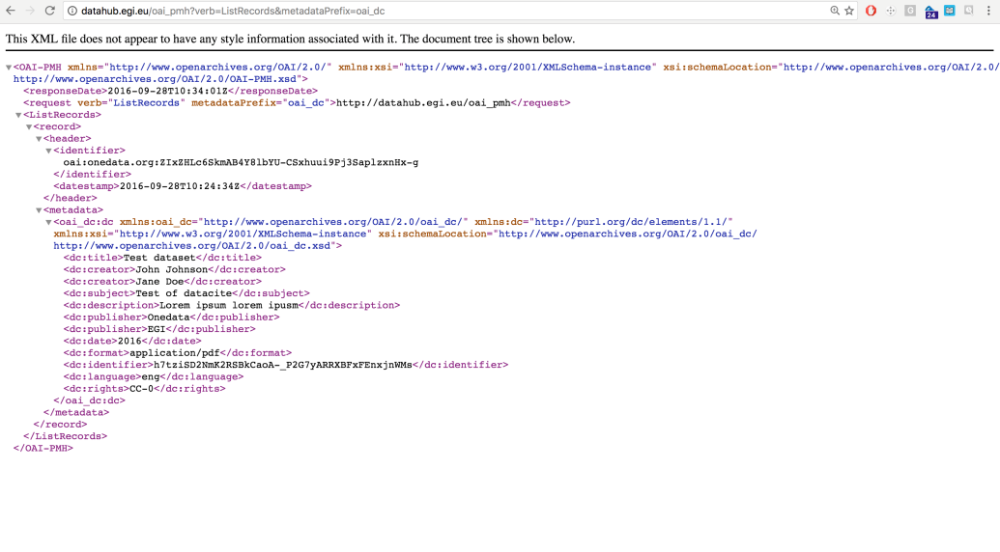 datahub.egi.eu/oai_pmh?verb=ListRecords&metadataPrefix=oai_dc
24
This XML file does not appear to have any style information associated with it. The document tree is shown below.
<OAI-PMH xmlns="http://www.openarchives.org/OAI/2.0/" xmlns:xsi="http://www.w3.org/2001/XMLSchema-instance" xsi:schemaLocation="http://www.openarchives.org/OAI/2.0/
http://www.openarchives.org/OAI/2.0/OAI-PMH.xsd">
<responseDate>2016-09-28T10:34:01Z</responseDate>
<request verb="ListRecords" metadataPrefix="oai_dc">http://datahub.egi.eu/oai_pmh</request>
<ListRecords>
<record>
<header>
<identifier>
oai:onedata.org:ZIxZHLc6SkmAB4Y8lbYU-CSxhuui9Pj3SaplzxnHx-g
</identifier>
<datestamp>2016-09-28T10:24:34Z</datestamp>
</header>
<metadata>
<oai_dc:dc xmlns:oai_dc="http://www.openarchives.org/OAI/2.0/oai_dc/" xmlns:dc="http://purl.org/dc/elements/1.1/"
xmlns:xsi="http://www.w3.org/2001/XMLSchema-instance" xsi:schemaLocation="http://www.openarchives.org/OAI/2.0/oai_dc/
http://www.openarchives.org/OAI/2.0/oai_dc.xsd">
<dc:title>Test dataset</dc:title>
<dc:creator>John Johnson</dc:creator>
<dc:creator>Jane Doe</dc:creator>
<dc:subject>Test of datacite</dc:subject>
<dc:description>Lorem ipsum lorem ipusm</dc:description>
<dc:publisher>Onedata</dc:publisher>
<dc:publisher>EGI</dc:publisher>
<dc:date>2016</dc:date>
<dc:format>application/pdf</dc:format>
<dc:identifier>h7tziSD2NmK2RSBkCaoA-_P2G7yARRXBFxFEnxjnWMs</dc:identifier>
<dc:language>eng</dc:language>
<dc:rights>CC-0</dc:rights>
</oai_dc:dc>
</metadata>
</record>
</ListRecords>
</OAI-PMH>